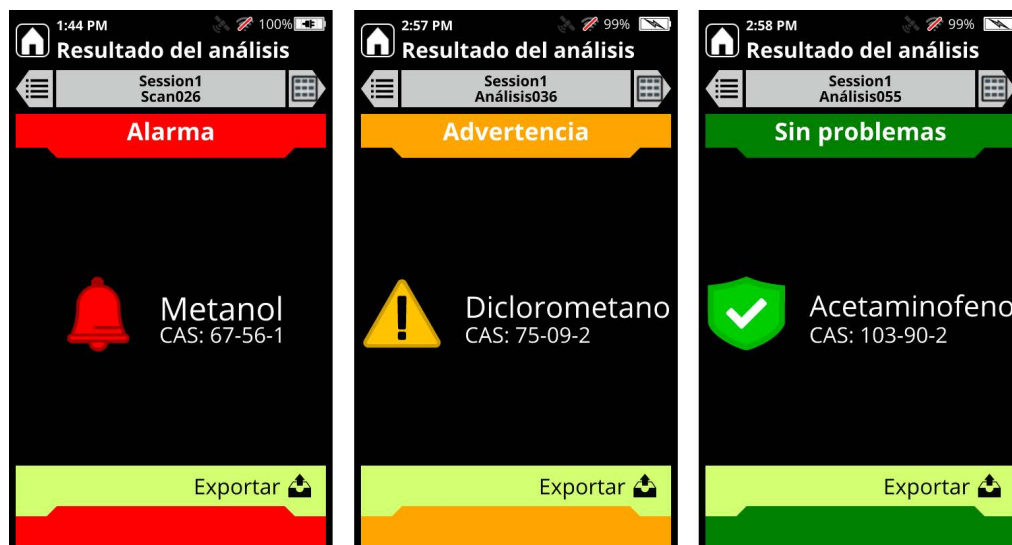 1:44 PM 100%
Resultado del análisis
Session1
Scan026
Alarma
Metanol
CAS: 67-56-1
Exportar
2:57 PM 99%
Resultado del análisis
Session1
Análisis036
Advertencia
Diclorometano
CAS: 75-09-2
Exportar
2:58 PM 99%
Resultado del análisis
Session1
Análisis055
Sin problemas
Acetaminofeno
CAS: 103-90-2
Exportar